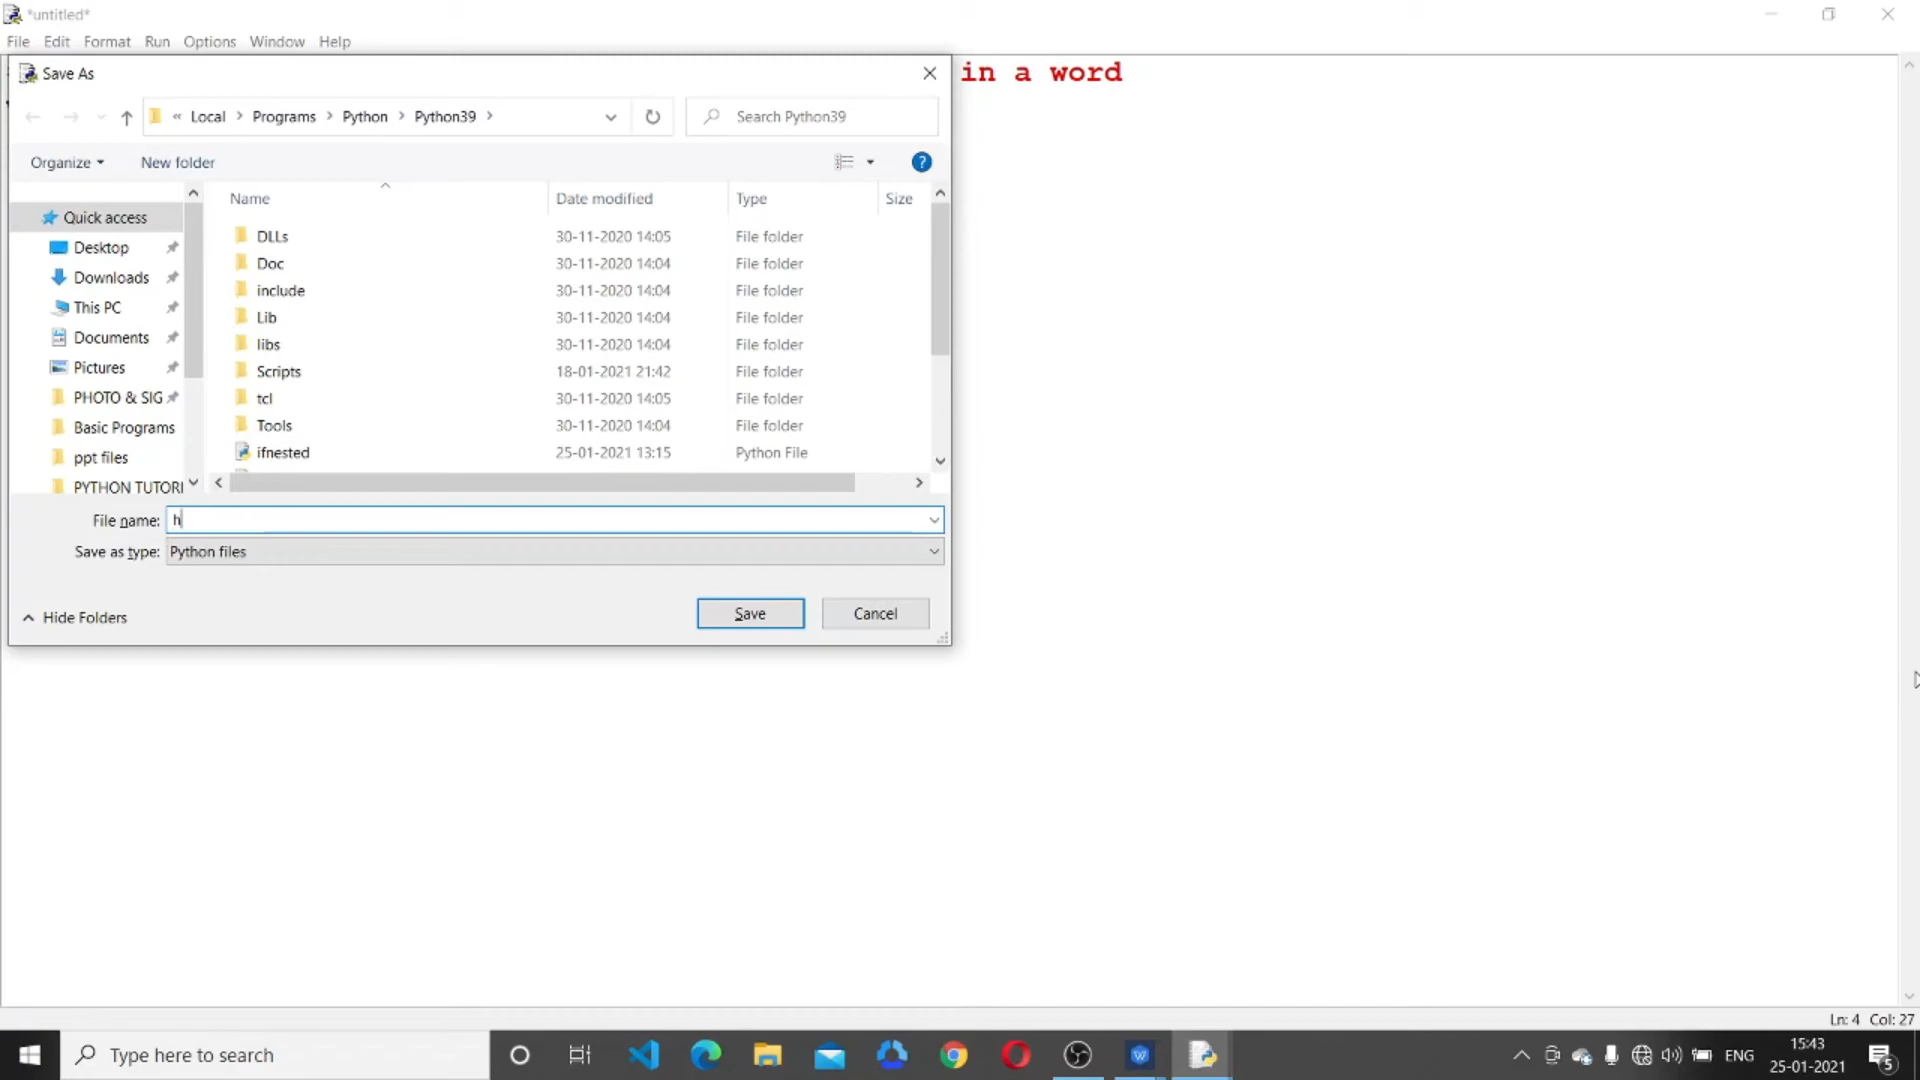 *untitled*
File Edit Format Run Options Window Help
in a word
Save As
« Local > Programs > Python > Python39 >
Search Python39
Organize
New folder
Name Date modified Type Size
Quick access
Desktop
Downloads
This PC
Documents
Pictures
PHOTO & SIG
Basic Programs
ppt files
PYTHON TUTORI
DLLs 30-11-2020 14:05 File folder
Doc 30-11-2020 14:04 File folder
include 30-11-2020 14:04 File folder
Lib 30-11-2020 14:04 File folder
libs 30-11-2020 14:04 File folder
Scripts 18-01-2021 21:42 File folder
tcl 30-11-2020 14:05 File folder
Tools 30-11-2020 14:04 File folder
ifnested 25-01-2021 13:15 Python File
File name: h
Save as type: Python files
Hide Folders
Save
Cancel
Ln: 4 Col: 27
Type here to search
ENG
15:43
25-01-2021
5